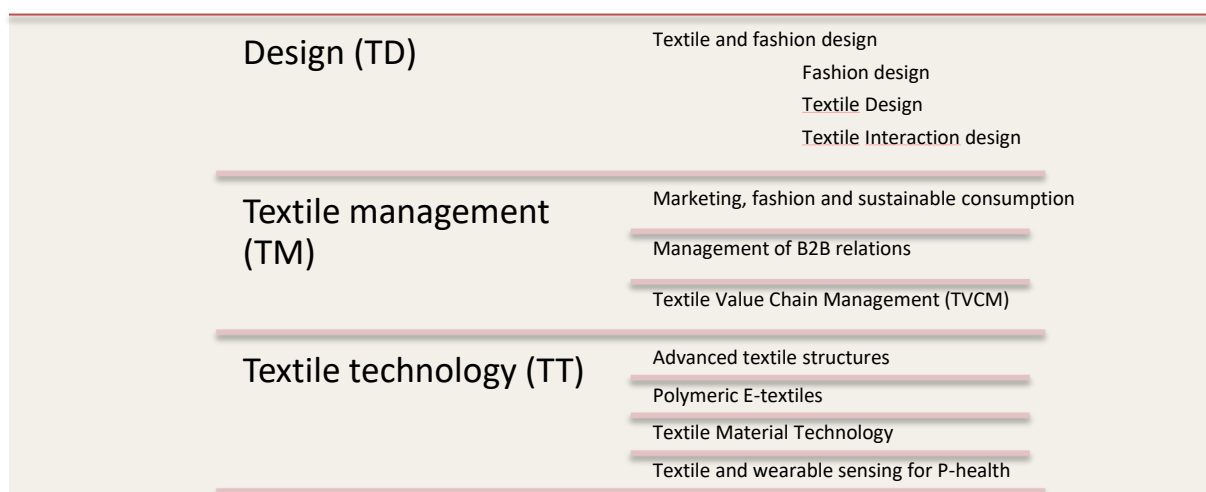 Design (TD)
Textile and fashion design
Fashion design
Textile Design
Textile Interaction design
Textile management
(TM)
Marketing, fashion and sustainable consumption
Management of B2B relations
Textile Value Chain Management (TVCM)
Textile technology (TT)
Advanced textile structures
Polymeric E-textiles
Textile Material Technology
Textile and wearable sensing for P-health